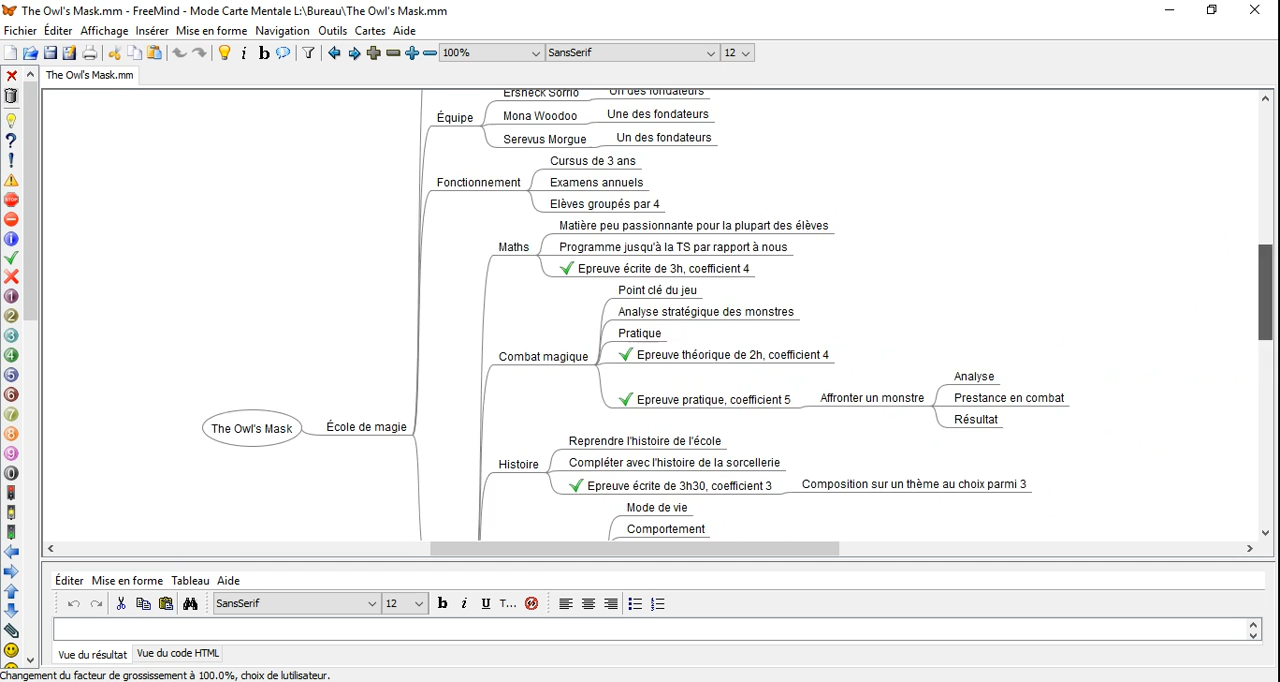 The Owl's Mask.mm - FreeMind - Mode Carte Mentale L:\Bureau\The Owl's Mask.mm
Fichier Éditer Affichage Insérer Mise en forme Navigation Outils Cartes Aide
100% SansSerif 12
The Owl's Mask.mm
Ersneck Sorrio Un des fondateurs
Équipe
Mona Woodoo Une des fondateurs
Serevus Morgue Un des fondateurs
Cursus de 3 ans
Fonctionnement
Examens annuels
Elèves groupés par 4
Matière peu passionnante pour la plupart des élèves
Maths
Programme jusqu'à la TS par rapport à nous
Epreuve écrite de 3h, coefficient 4
Point clé du jeu
Analyse stratégique des monstres
Pratique
Combat magique
Epreuve théorique de 2h, coefficient 4
Epreuve pratique, coefficient 5
Affronter un monstre
Analyse
Prestance en combat
Résultat
The Owl's Mask
École de magie
Reprendre l'histoire de l'école
Histoire
Compléter avec l'histoire de la sorcellerie
Epreuve écrite de 3h30, coefficient 3
Composition sur un thème au choix parmi 3
Mode de vie
Comportement
Éditer Mise en forme Tableau Aide
SansSerif 12 b i U T...
Vue du résultat Vue du code HTML
Changement du facteur de grossissement à 100.0%, choix de lutilisateur.